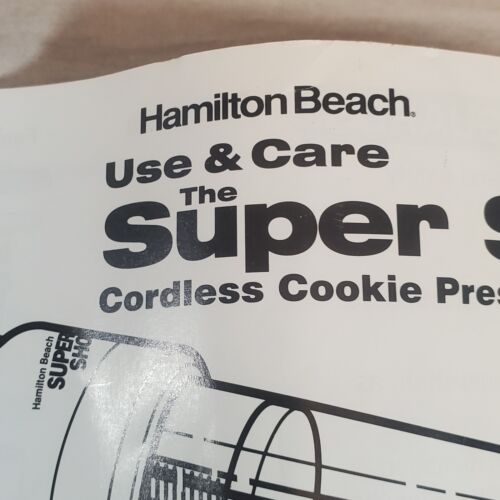 Hamilton Beach®
Use & Care
The
Super S
Cordless Cookie Pres
Hamilton Beach
SUPER
SHO